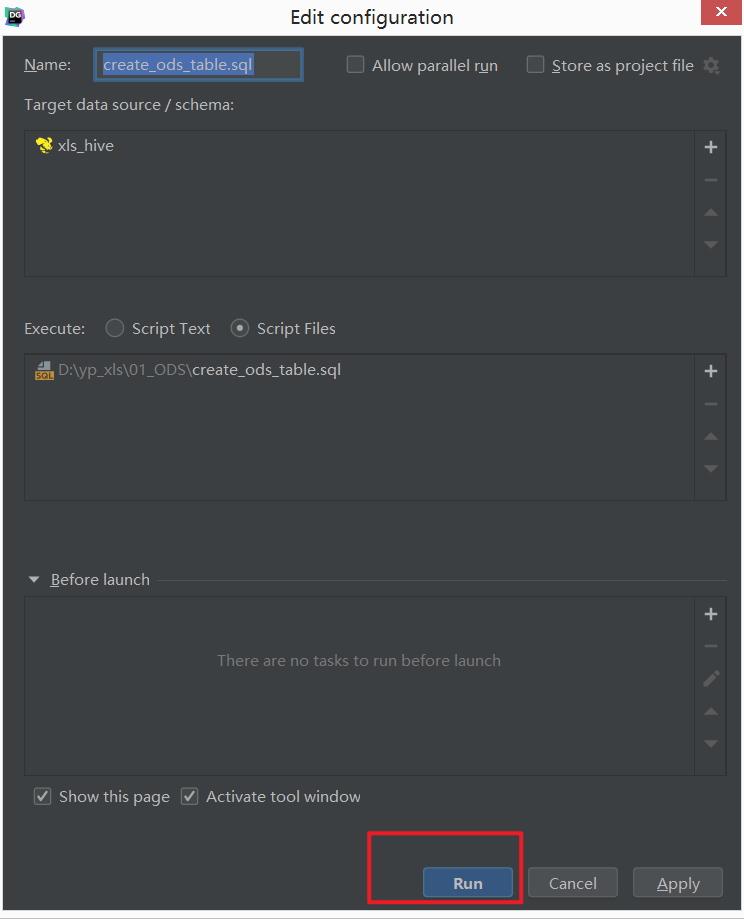 DG
Edit configuration
Name: create_ods_table.sql Allow parallel run Store as project file
Target data source / schema:
xls_hive
Execute: Script Text Script Files
SQL D:\yp_xls\01_ODS\create_ods_table.sql
Before launch
There are no tasks to run before launch
Show this page Activate tool window
Run Cancel Apply